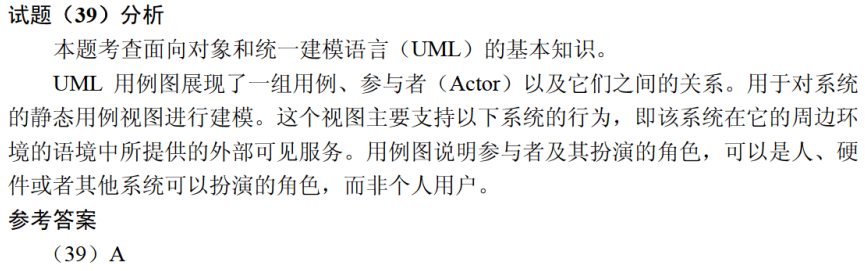 试题（39）分析
本题考查面向对象和统一建模语言（UML）的基本知识。
UML 用例图展现了一组用例、参与者（Actor）以及它们之间的关系。用于对系统
的静态用例视图进行建模。这个视图主要支持以下系统的行为，即该系统在它的周边环
境的语境中所提供的外部可见服务。用例图说明参与者及其扮演的角色，可以是人、硬
件或者其他系统可以扮演的角色，而非个人用户。
参考答案
（39）A